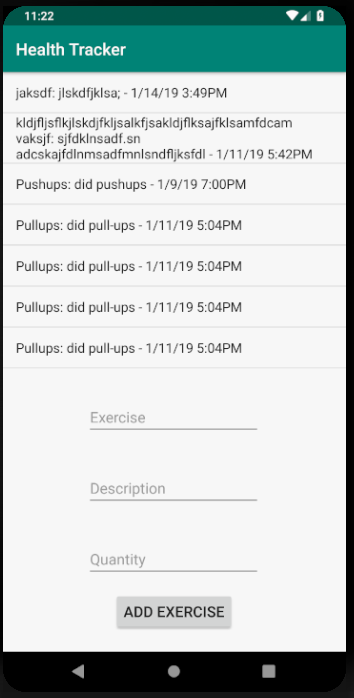 11:22
Health Tracker
jaksdf: jlskdfjklsa; - 1/14/19 3:49PM
kldjfljsflkjlskdjfkljsalkfjsakldjflksajfklsamfdcam
vaksjf: sjfdklnsadf.sn
adcskajfdlnmsadfmnlsndfljksfdl - 1/11/19 5:42PM
Pushups: did pushups - 1/9/19 7:00PM
Pullups: did pull-ups - 1/11/19 5:04PM
Pullups: did pull-ups - 1/11/19 5:04PM
Pullups: did pull-ups - 1/11/19 5:04PM
Pullups: did pull-ups - 1/11/19 5:04PM
Exercise
Description
Quantity
ADD EXERCISE